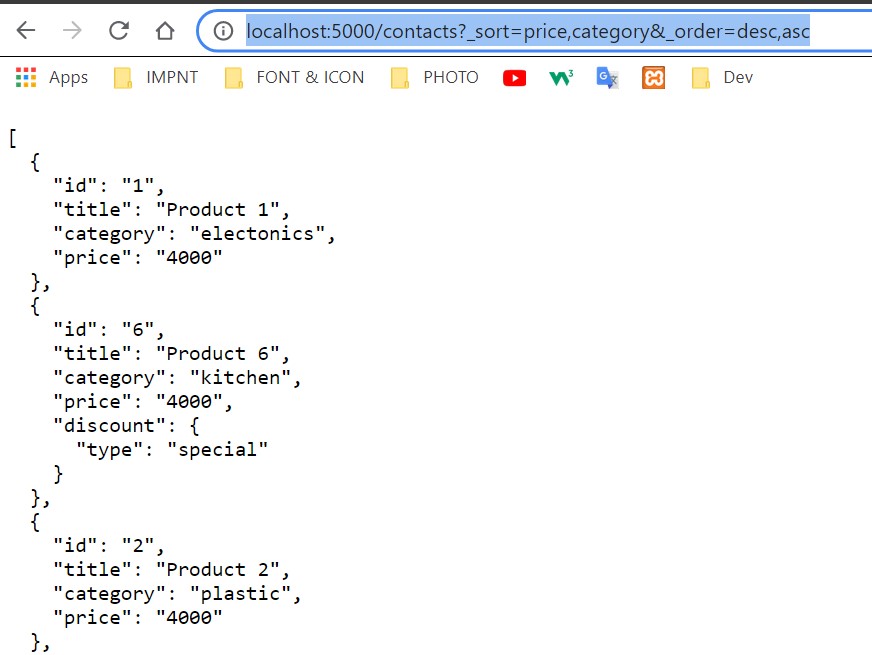 localhost:5000/contacts?_sort=price,category&_order=desc,asc
Apps IMPNT FONT & ICON PHOTO Dev
[
  {
    "id": "1",
    "title": "Product 1",
    "category": "electonics",
    "price": "4000"
  },
  {
    "id": "6",
    "title": "Product 6",
    "category": "kitchen",
    "price": "4000",
    "discount": {
      "type": "special"
    }
  },
  {
    "id": "2",
    "title": "Product 2",
    "category": "plastic",
    "price": "4000"
  },